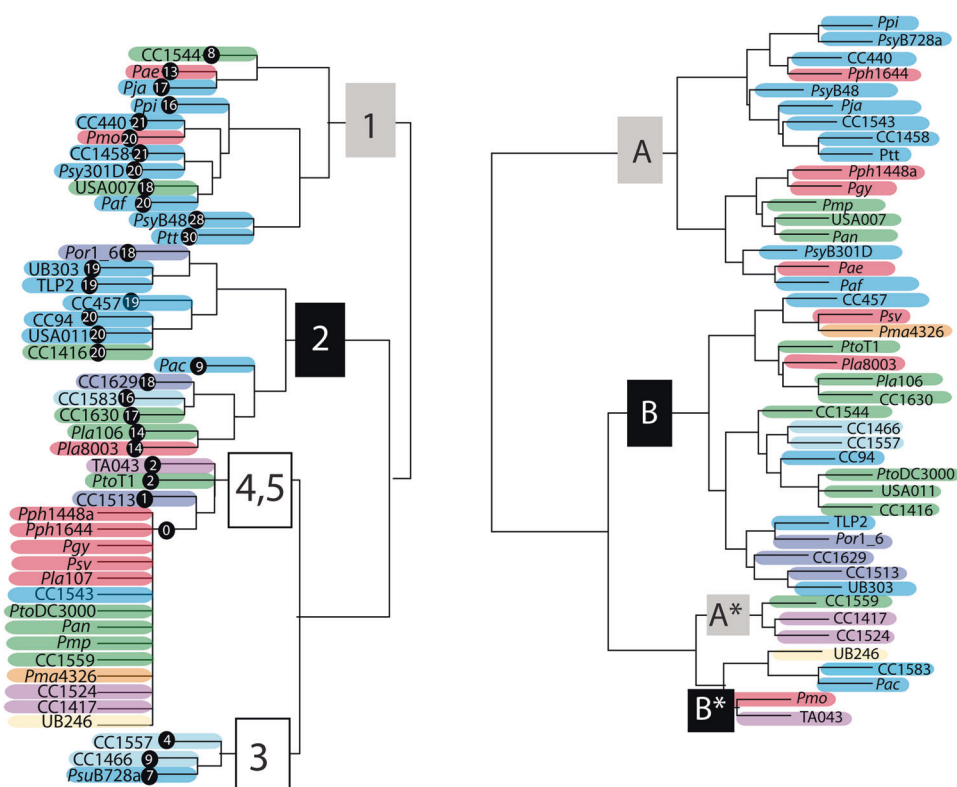 CC1544 8
Pae 13
Pja 17
Ppi 16
CC440 21
Pmo 20
CC1458 21
Psy301D 20
USA007 18
Paf 20
PsyB48 28
Ptt 30
1
Por1_6 18
UB303 19
TLP2 19
CC457 19
CC94 20
USA011 20
CC1416 20
2
Pac 9
CC1629 18
CC1583 16
CC1630 17
Pla106 14
Pla8003 14
TA043 2
PtoT1 2
CC1513 1
4,5
Pph1448a
Pph1644 0
Pgy
Psv
Pla107
CC1543
PtoDC3000
Pan
Pmp
CC1559
Pma4326
CC1524
CC1417
UB246
CC1557 4
CC1466 9
PsuB728a 7
3
Ppi
PsyB728a
CC440
Pph1644
PsyB48
Pja
CC1543
CC1458
Ptt
A
Pph1448a
Pgy
Pmp
USA007
Pan
PsyB301D
Pae
Paf
CC457
Psv
Pma4326
PtoT1
Pla8003
Pla106
CC1630
B
CC1544
CC1466
CC1557
CC94
PtoDC3000
USA011
CC1416
TLP2
Por1_6
CC1629
CC1513
UB303
CC1559
A*
CC1417
CC1524
UB246
CC1583
Pac
B*
Pmo
TA043